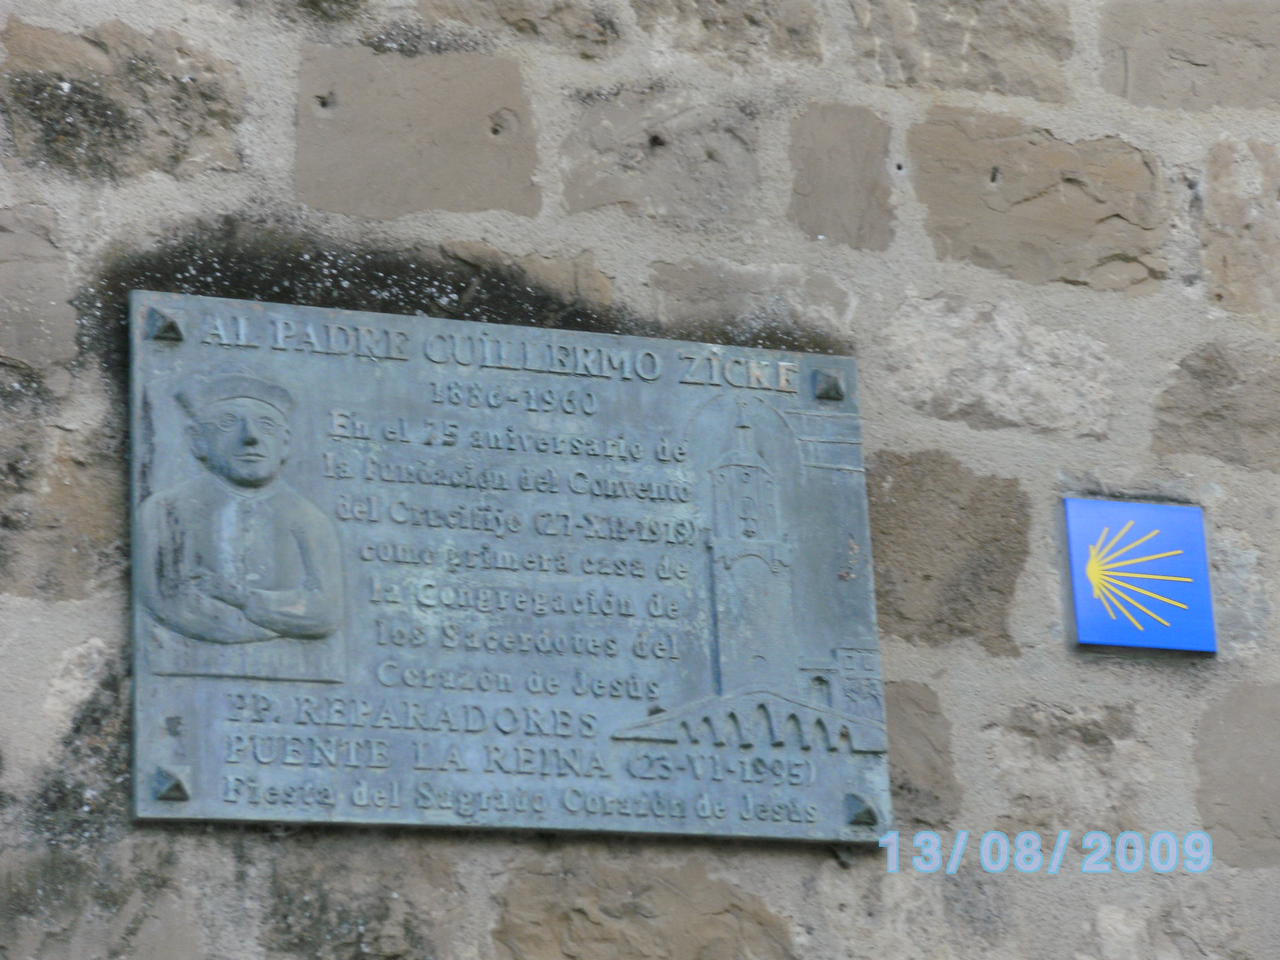 AL PADRE GUILLERMO ZICKE
1886-1960
En el 75 aniversario de
la Fundación del Convento
del Crucifijo (27-XII-1919)
como primera casa de
la Congregación de
los Sacerdotes del
Corazón de Jesús
PP. REPARADORES
PUENTE LA REINA (23-VI-1995)
Fiesta del Sagrado Corazón de Jesús
13/08/2009